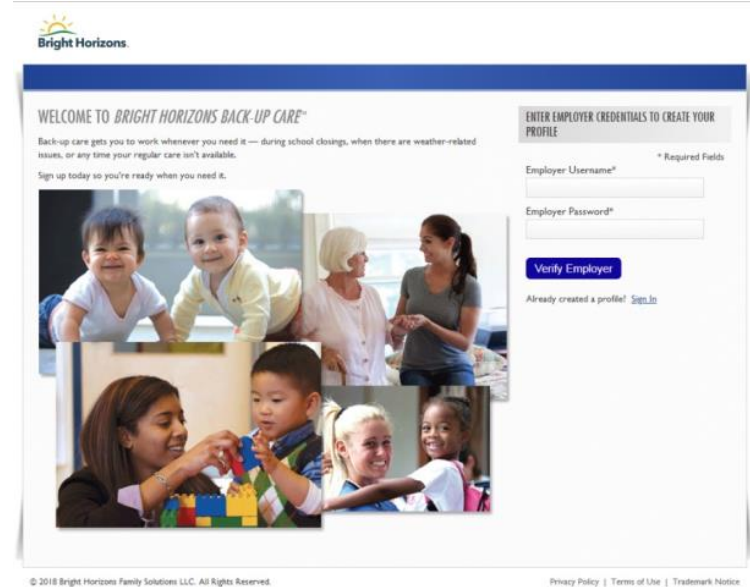 Bright Horizons.
WELCOME TO BRIGHT HORIZONS BACK-UP CARE™
Back-up care gets you to work whenever you need it — during school closings, when there are weather-related
issues, or any time your regular care isn't available.
Sign up today so you're ready when you need it.
ENTER EMPLOYER CREDENTIALS TO CREATE YOUR
PROFILE
* Required Fields
Employer Username*
Employer Password*
Verify Employer
Already created a profile? Sign In
© 2018 Bright Horizons Family Solutions LLC. All Rights Reserved.
Privacy Policy | Terms of Use | Trademark Notice